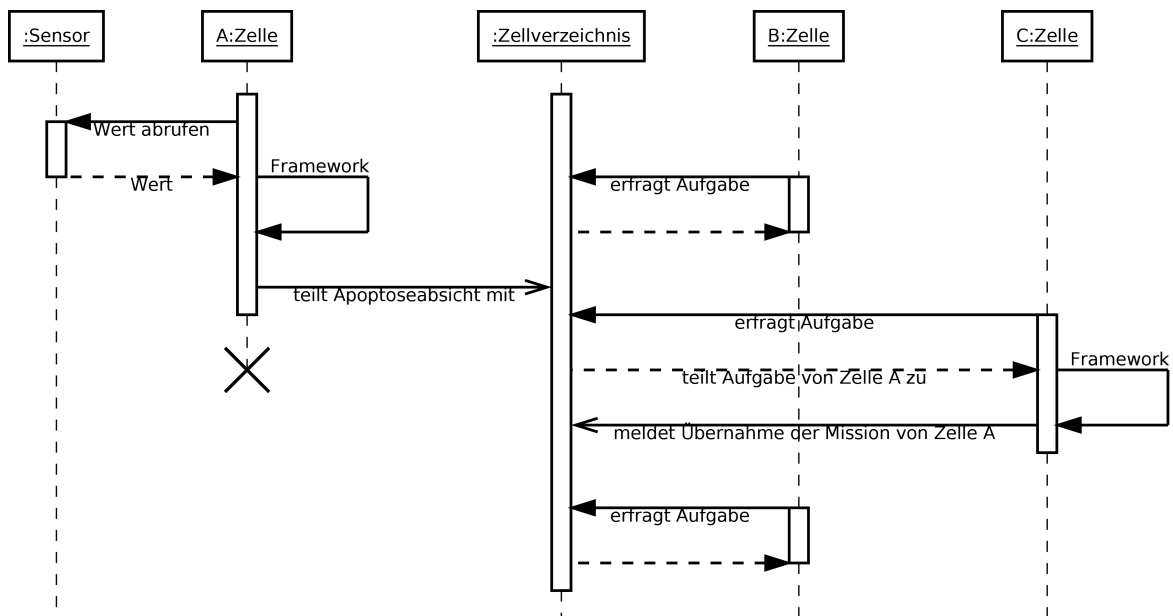 :Sensor
A:Zelle
:Zellverzeichnis
B:Zelle
C:Zelle
Wert abrufen
Framework
Wert
erfragt Aufgabe
teilt Apoptoseabsicht mit
erfragt Aufgabe
Framework
teilt Aufgabe von Zelle A zu
meldet Übernahme der Mission von Zelle A
erfragt Aufgabe